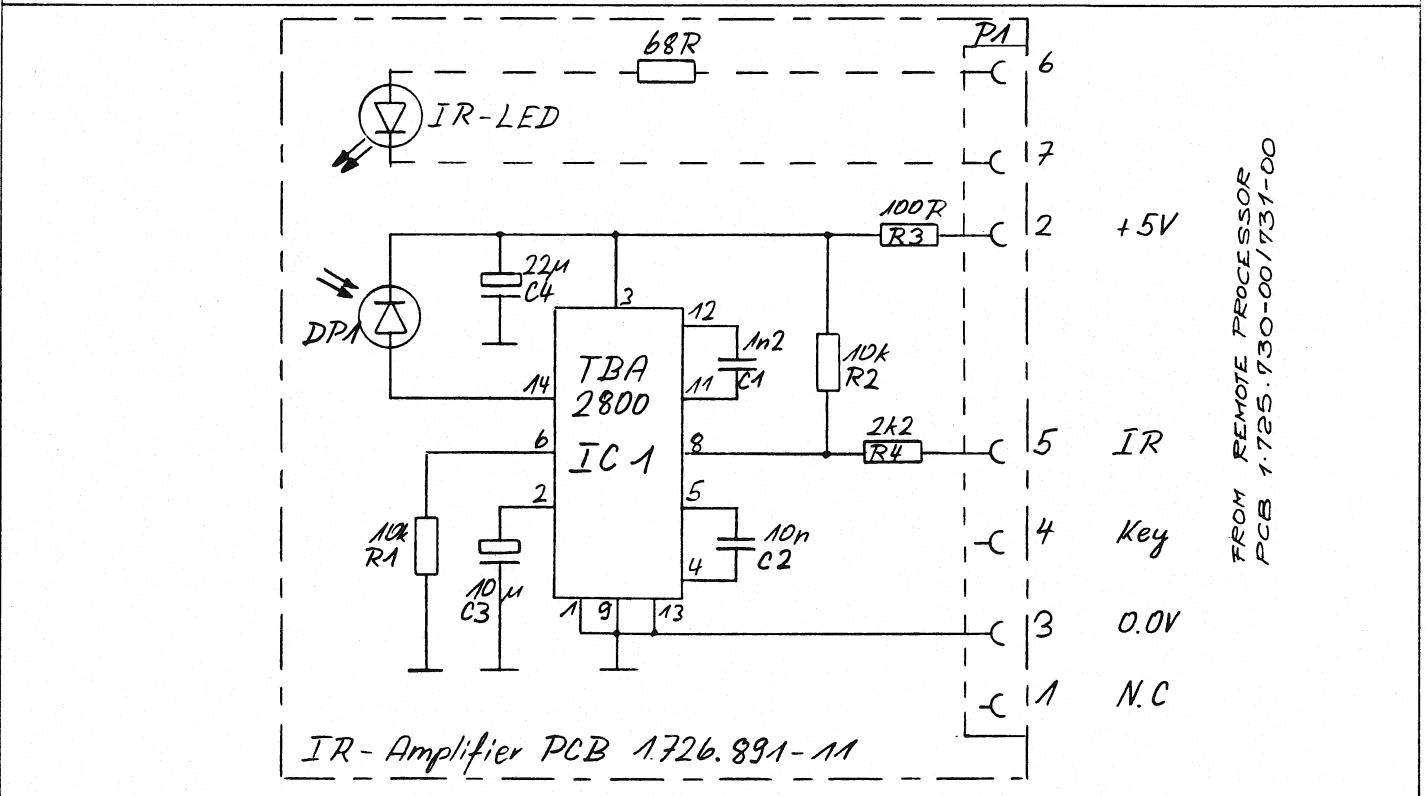 68R
P1
6
IR-LED
7
100R
R3
2
+5V
22µ
C4
DP1
3
12
1n2
C1
11
10k
R2
14
TBA
2800
IC1
6
8
2k2
R4
5
IR
2
5
10k
R1
10n
C2
4
Key
4
10µ
C3
1
9
13
3
0.0V
1
N.C
IR-Amplifier PCB 1.726.891-11
FROM REMOTE PROCESSOR
PCB 1.725.730-00/731-00